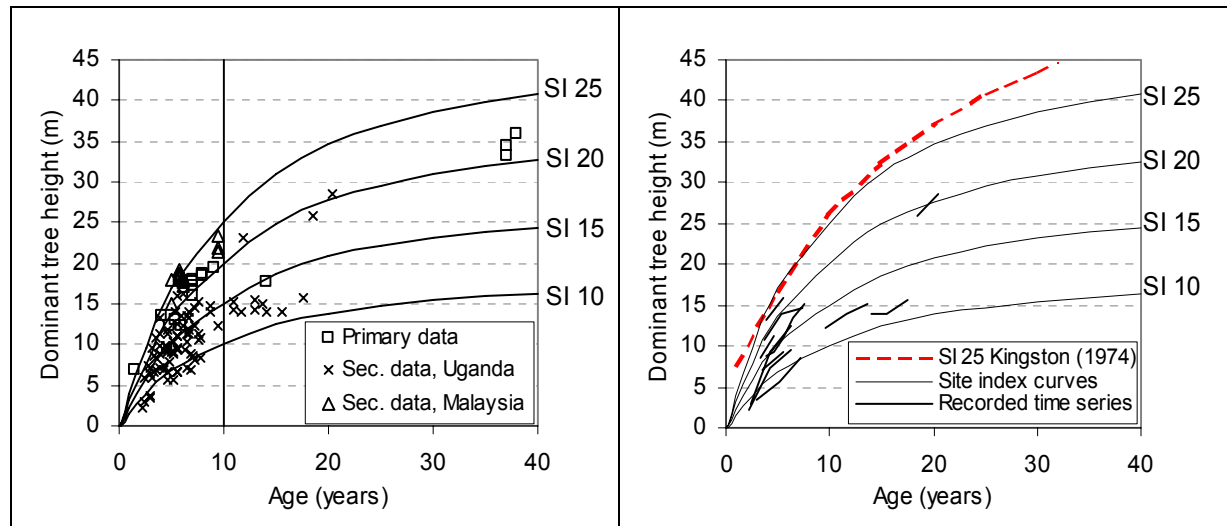 45
40
35
30
25
20
15
10
5
0
Dominant tree height (m)
SI 25
SI 20
SI 15
SI 10
Primary data
Sec. data, Uganda
Sec. data, Malaysia
0 10 20 30 40
Age (years)
45
40
35
30
25
20
15
10
5
0
Dominant tree height (m)
SI 25
SI 20
SI 15
SI 10
SI 25 Kingston (1974)
Site index curves
Recorded time series
0 10 20 30 40
Age (years)